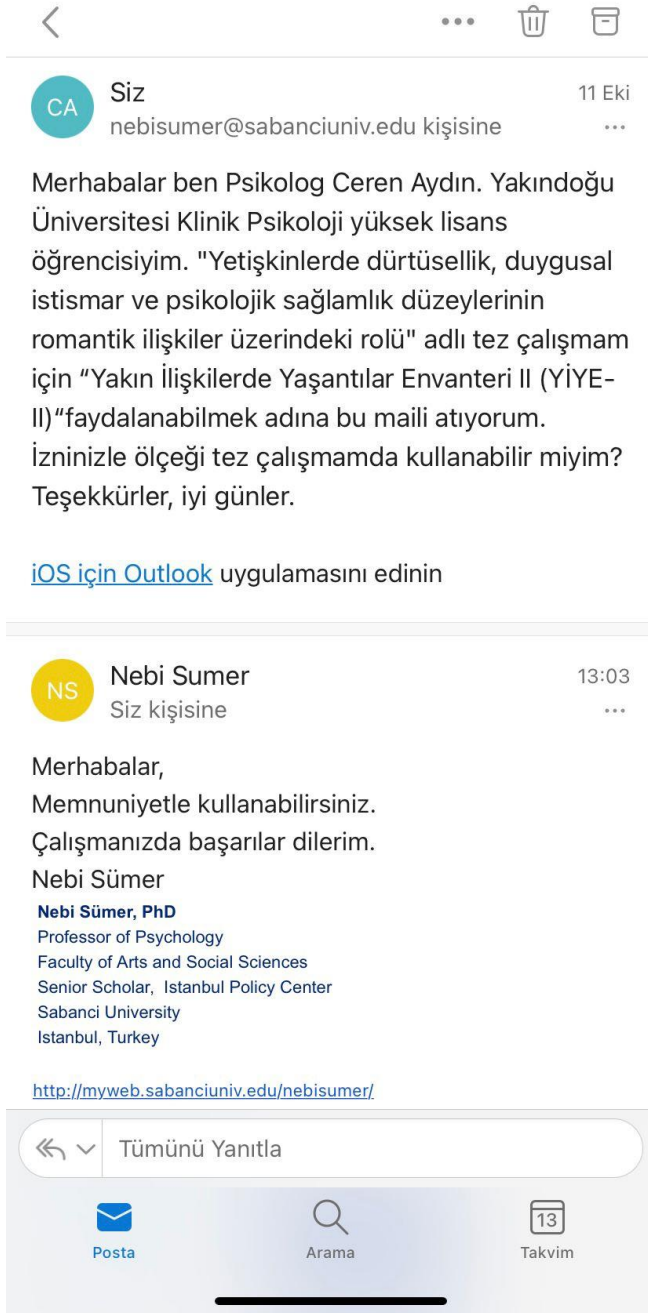 CA
Siz
11 Eki
nebisumer@sabanciuniv.edu kişisine
Merhabalar ben Psikolog Ceren Aydın. Yakındoğu
Üniversitesi Klinik Psikoloji yüksek lisans
öğrencisiyim. "Yetişkinlerde dürtüsellik, duygusal
istismar ve psikolojik sağlamlık düzeylerinin
romantik ilişkiler üzerindeki rolü" adlı tez çalışmam
için “Yakın İlişkilerde Yaşantılar Envanteri II (YİYE-
II)“faydalanabilmek adına bu maili atıyorum.
İzninizle ölçeği tez çalışmamda kullanabilir miyim?
Teşekkürler, iyi günler.
iOS için Outlook uygulamasını edinin
NS
Nebi Sumer
13:03
Siz kişisine
Merhabalar,
Memnuniyetle kullanabilirsiniz.
Çalışmanızda başarılar dilerim.
Nebi Sümer
Nebi Sümer, PhD
Professor of Psychology
Faculty of Arts and Social Sciences
Senior Scholar, Istanbul Policy Center
Sabanci University
Istanbul, Turkey
http://myweb.sabanciuniv.edu/nebisumer/
Tümünü Yanıtla
13
Posta
Arama
Takvim